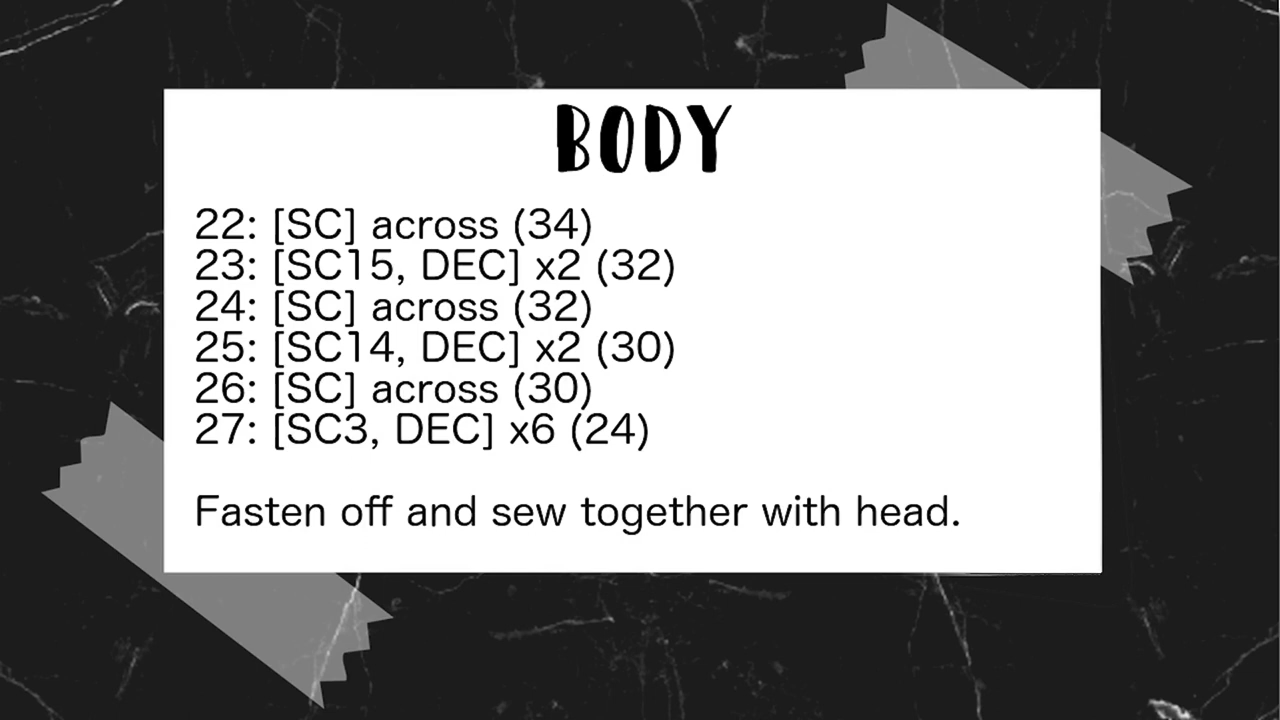 BODY
22: [SC] across (34)
23: [SC15, DEC] x2 (32)
24: [SC] across (32)
25: [SC14, DEC] x2 (30)
26: [SC] across (30)
27: [SC3, DEC] x6 (24)
Fasten off and sew together with head.